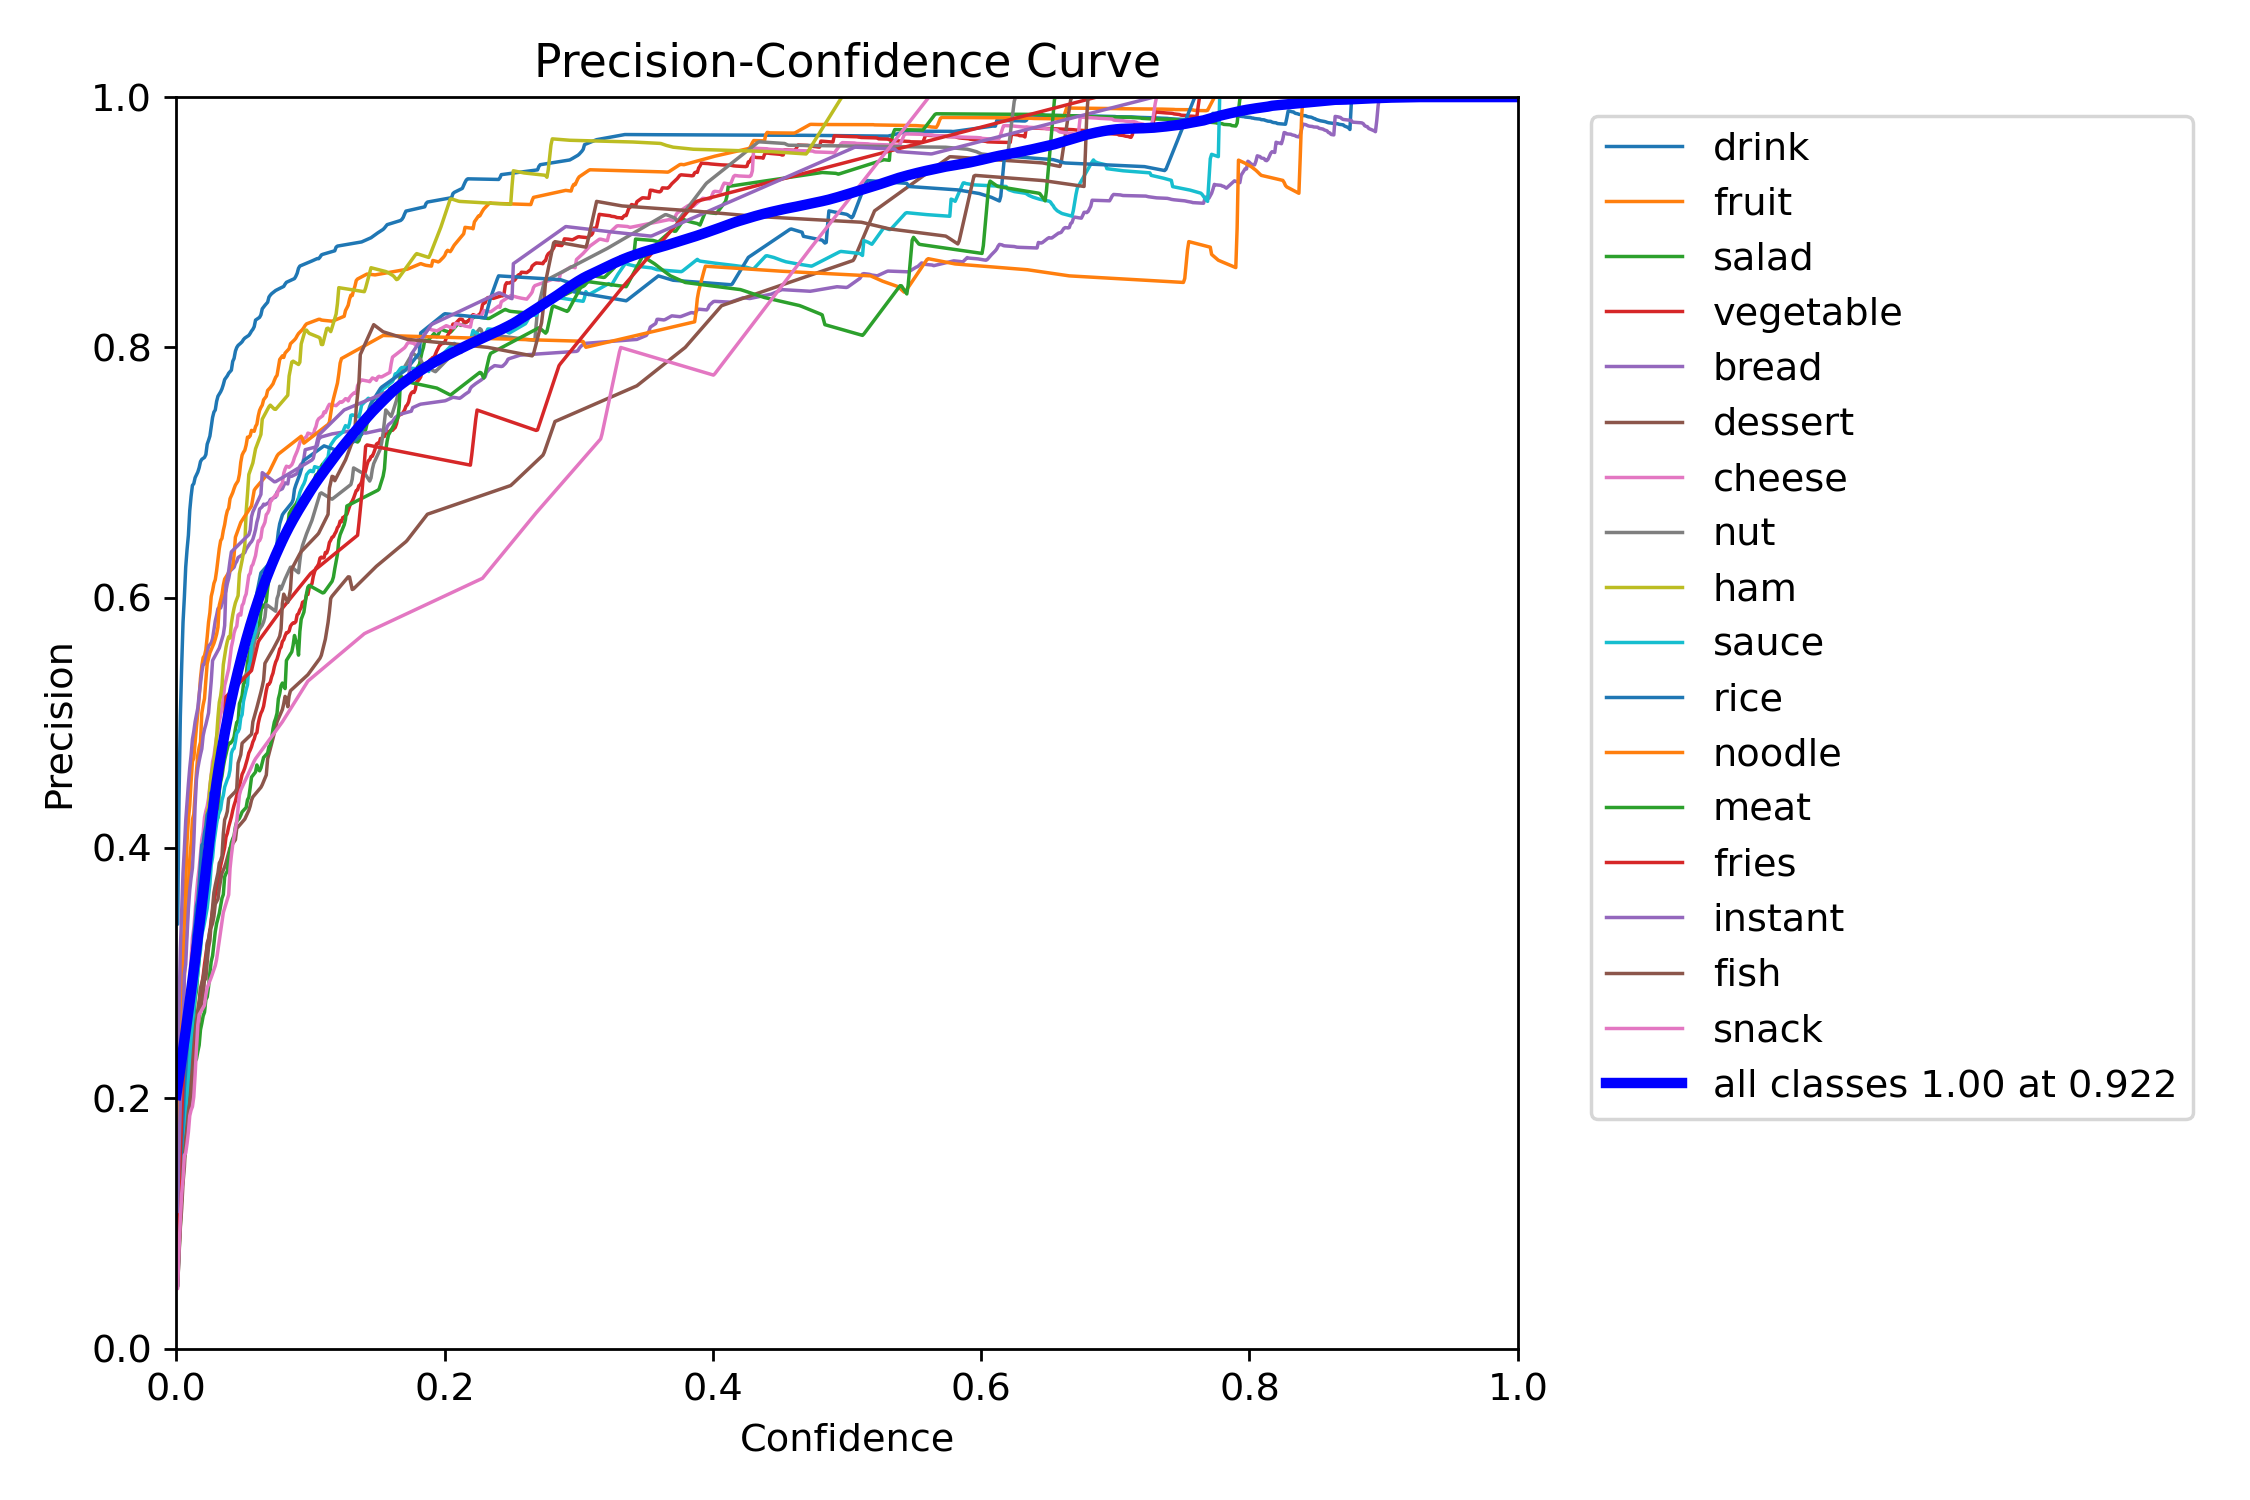 Precision-Confidence Curve
1.0
0.8
0.6
0.4
0.2
0.0
Precision
0.0 0.2 0.4 0.6 0.8 1.0
Confidence
drink
fruit
salad
vegetable
bread
dessert
cheese
nut
ham
sauce
rice
noodle
meat
fries
instant
fish
snack
all classes 1.00 at 0.922